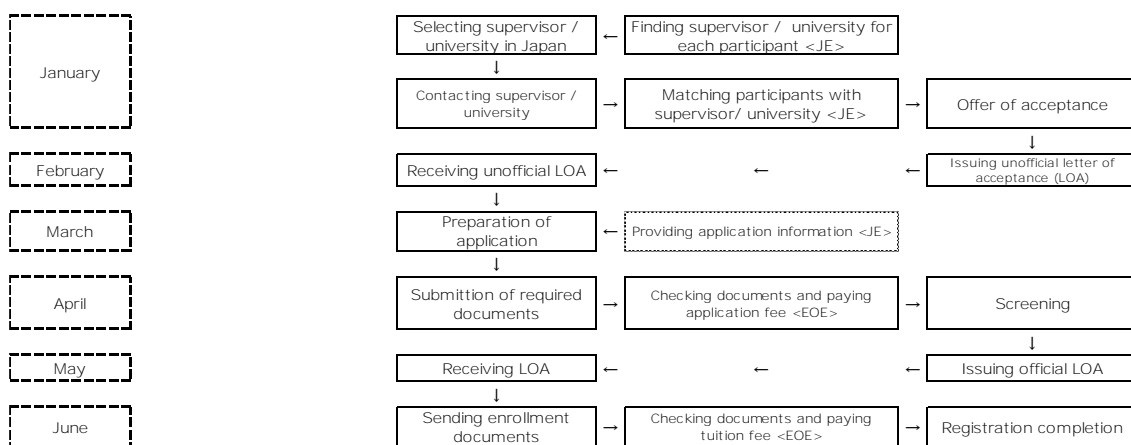 Selecting supervisor /
university in Japan
←
Finding supervisor / university for
each participant <JE>
January
↓
Contacting supervisor /
university
→
Matching participants with
supervisor/ university <JE>
→
Offer of acceptance
↓
February
Receiving unofficial LOA
←
←
←
Issuing unofficial letter of
acceptance (LOA)
↓
March
Preparation of
application
←
Providing application information <JE>
↓
April
Submittion of required
documents
→
Checking documents and paying
application fee <EOE>
→
Screening
↓
May
Receiving LOA
←
←
←
Issuing official LOA
↓
June
Sending enrollment
documents
→
Checking documents and paying
tuition fee <EOE>
→
Registration completion